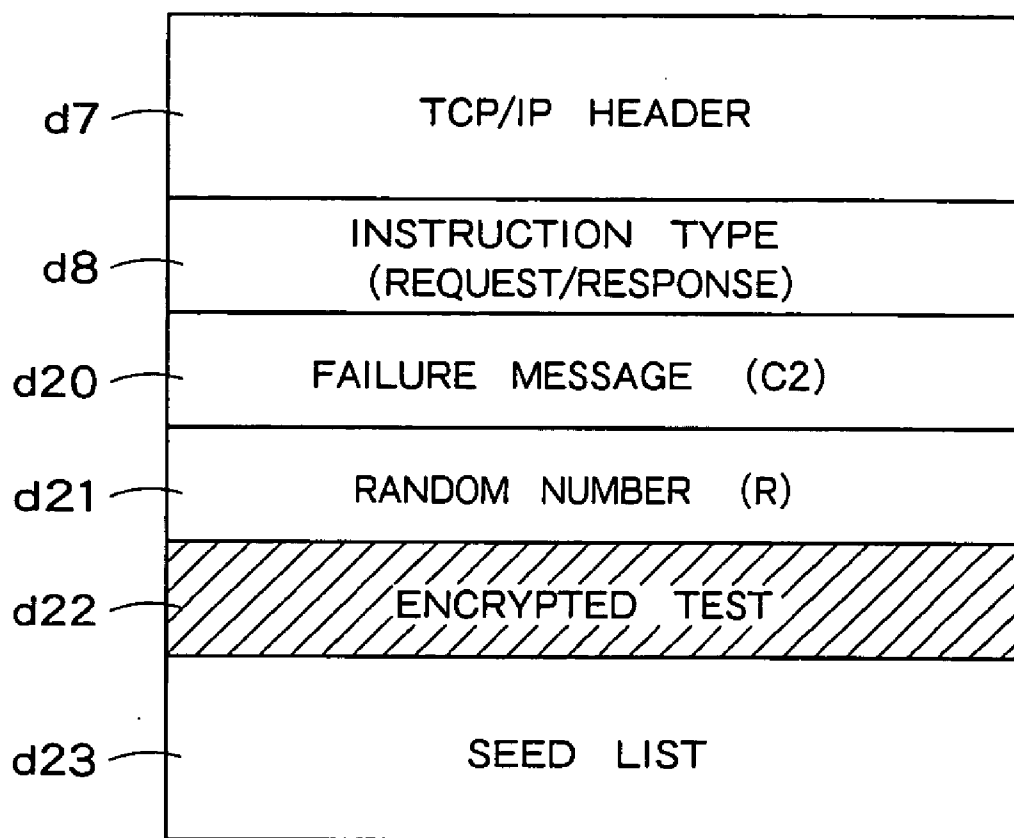 d7 TCP/IP HEADER
d8 INSTRUCTION TYPE
(REQUEST/RESPONSE)
d20 FAILURE MESSAGE (C2)
d21 RANDOM NUMBER (R)
d22 ENCRYPTED TEST
d23 SEED LIST